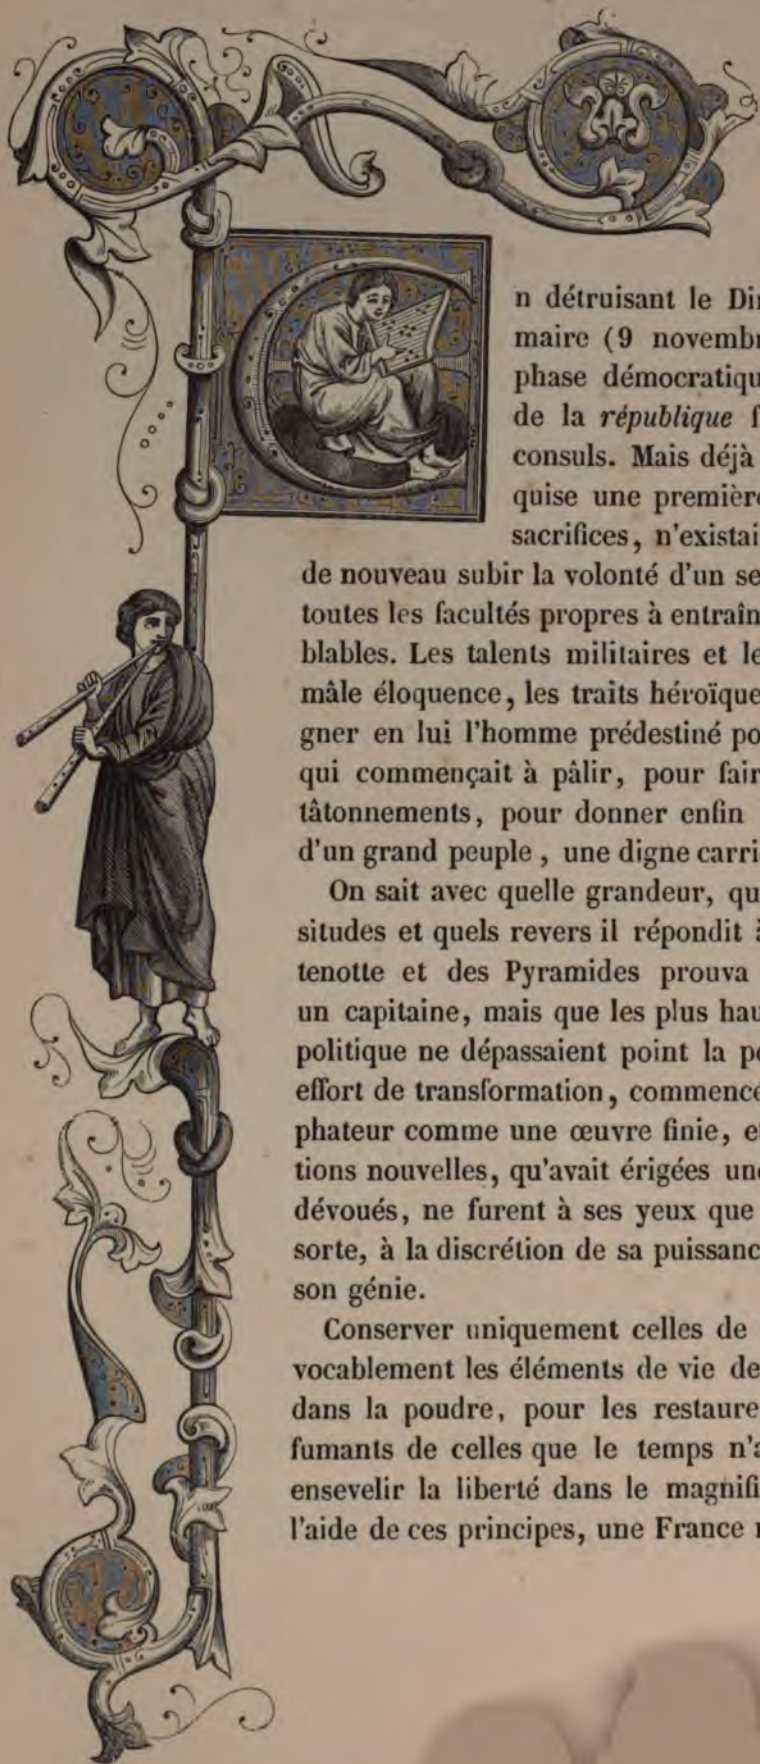 En détruisant le Di
maire (9 novemb
phase démocratiqu
de la république f
consuls. Mais déjà
quise une première
sacrifices, n'existai
de nouveau subir la volonté d'un se
toutes les facultés propres à entraîn
blables. Les talents militaires et le
mâle éloquence, les traits héroïque
gner en lui l'homme prédestiné po
qui commençait à pâlir, pour fair
tâtonnements, pour donner enfin
d'un grand peuple, une digne carri
On sait avec quelle grandeur, qu
situdes et quels revers il répondit à
tenotte et des Pyramides prouva
un capitaine, mais que les plus hau
politique ne dépassaient point la p
effort de transformation, commenc
phateur comme une œuvre finie, e
tions nouvelles, qu'avait érigées un
dévoués, ne furent à ses yeux que
sorte, à la discrétion de sa puissanc
son génie.
Conserver uniquement celles de
vocablement les éléments de vie de
dans la poudre, pour les restaure
fumants de celles que le temps n'a
ensevelir la liberté dans le magnifi
l'aide de ces principes, une France